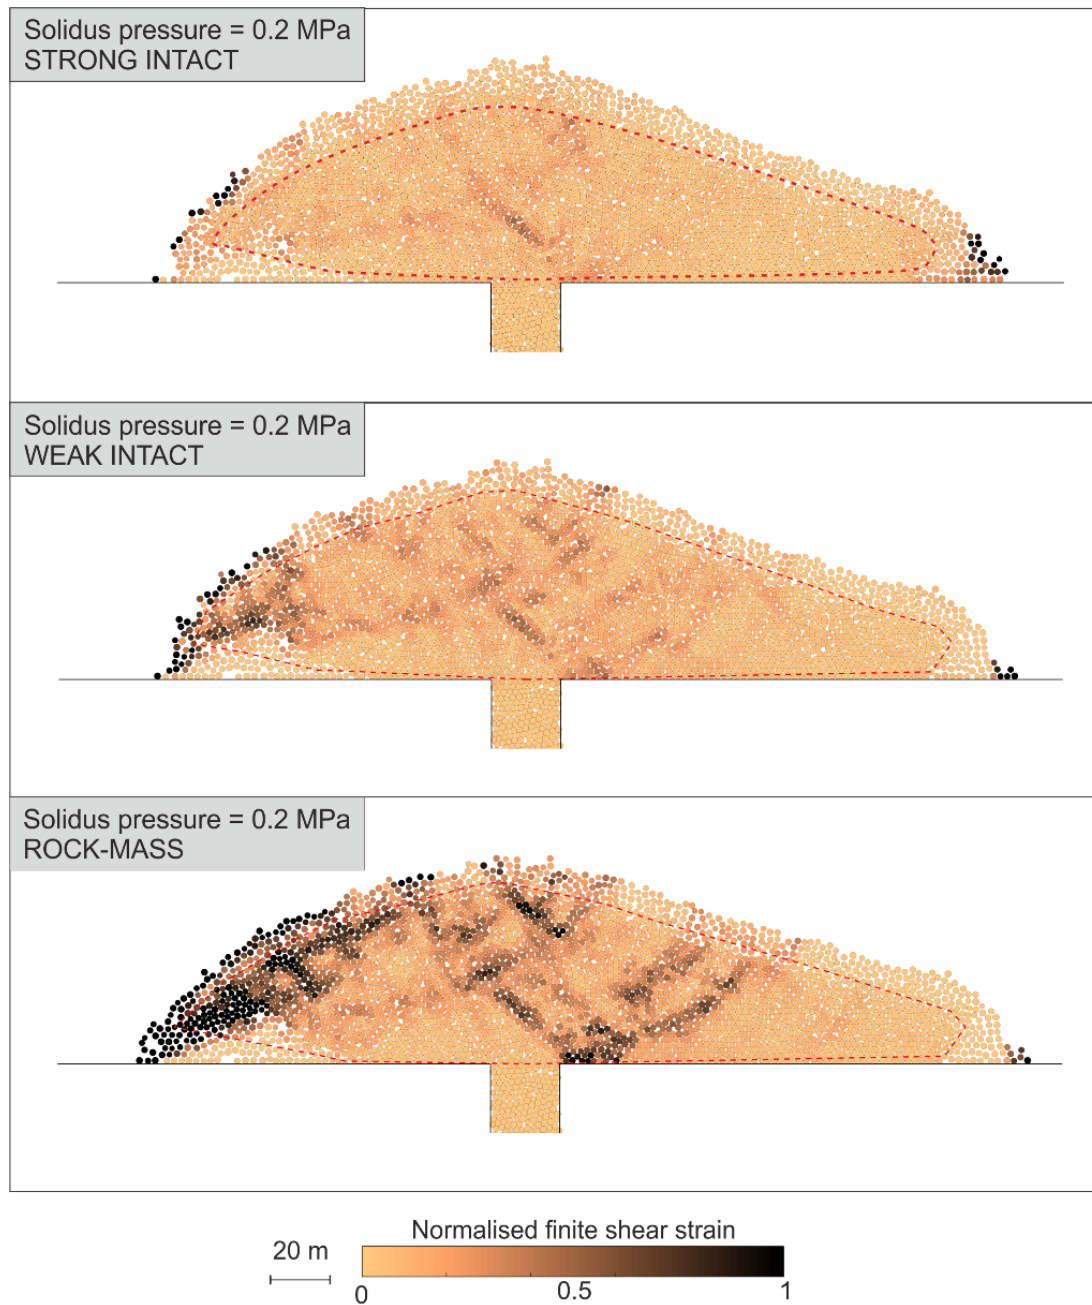 Solidus pressure = 0.2 MPa
STRONG INTACT
Solidus pressure = 0.2 MPa
WEAK INTACT
Solidus pressure = 0.2 MPa
ROCK-MASS
Normalised finite shear strain
20 m
0
0.5
1